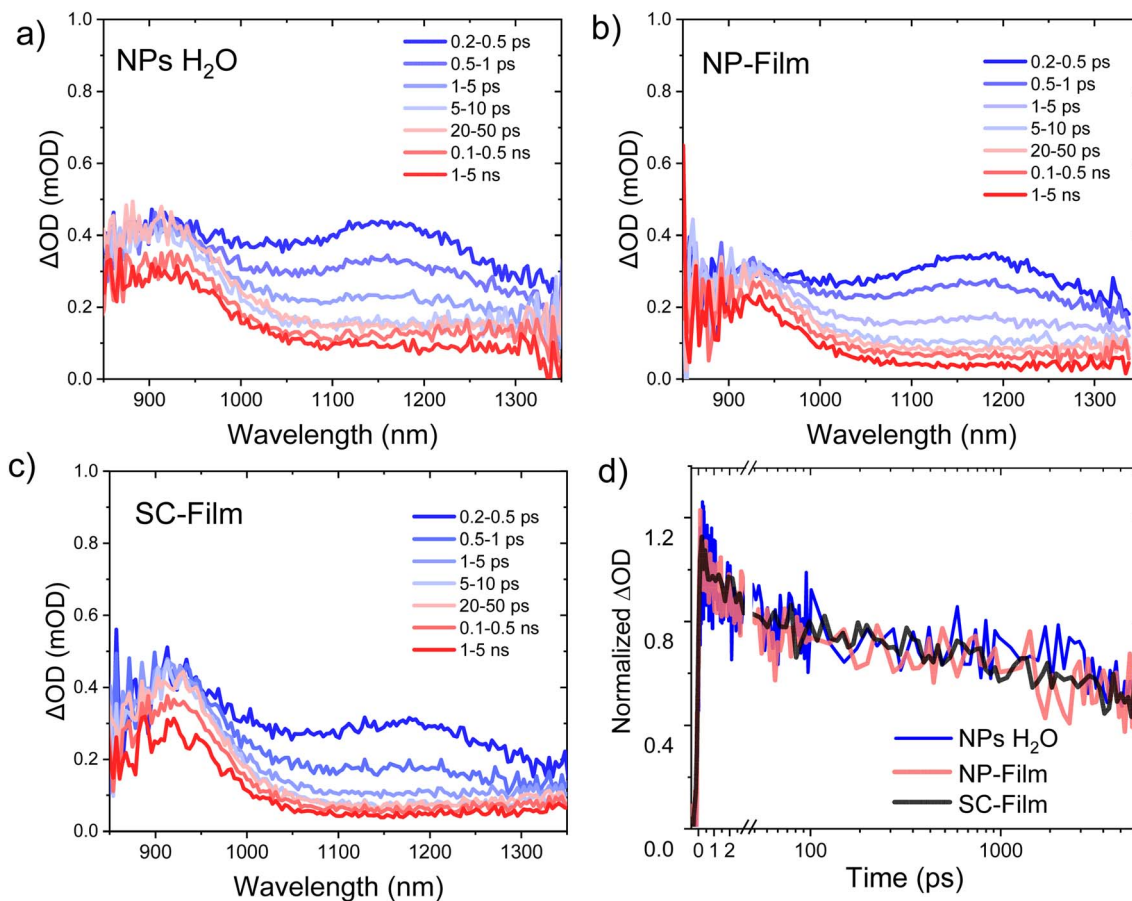 a)
NPs H₂O
0.2-0.5 ps
0.5-1 ps
1-5 ps
5-10 ps
20-50 ps
0.1-0.5 ns
1-5 ns
1.0
0.8
0.6
0.4
0.2
0.0
ΔOD (mOD)
900 1000 1100 1200 1300
Wavelength (nm)
b)
NP-Film
0.2-0.5 ps
0.5-1 ps
1-5 ps
5-10 ps
20-50 ps
0.1-0.5 ns
1-5 ns
1.0
0.8
0.6
0.4
0.2
0.0
ΔOD (mOD)
900 1000 1100 1200 1300
Wavelength (nm)
c)
SC-Film
0.2-0.5 ps
0.5-1 ps
1-5 ps
5-10 ps
20-50 ps
0.1-0.5 ns
1-5 ns
1.0
0.8
0.6
0.4
0.2
0.0
ΔOD (mOD)
900 1000 1100 1200 1300
Wavelength (nm)
d)
1.2
0.8
0.4
0.0
Normalized ΔOD
NPs H₂O
NP-Film
SC-Film
0 1 2 100 1000
Time (ps)